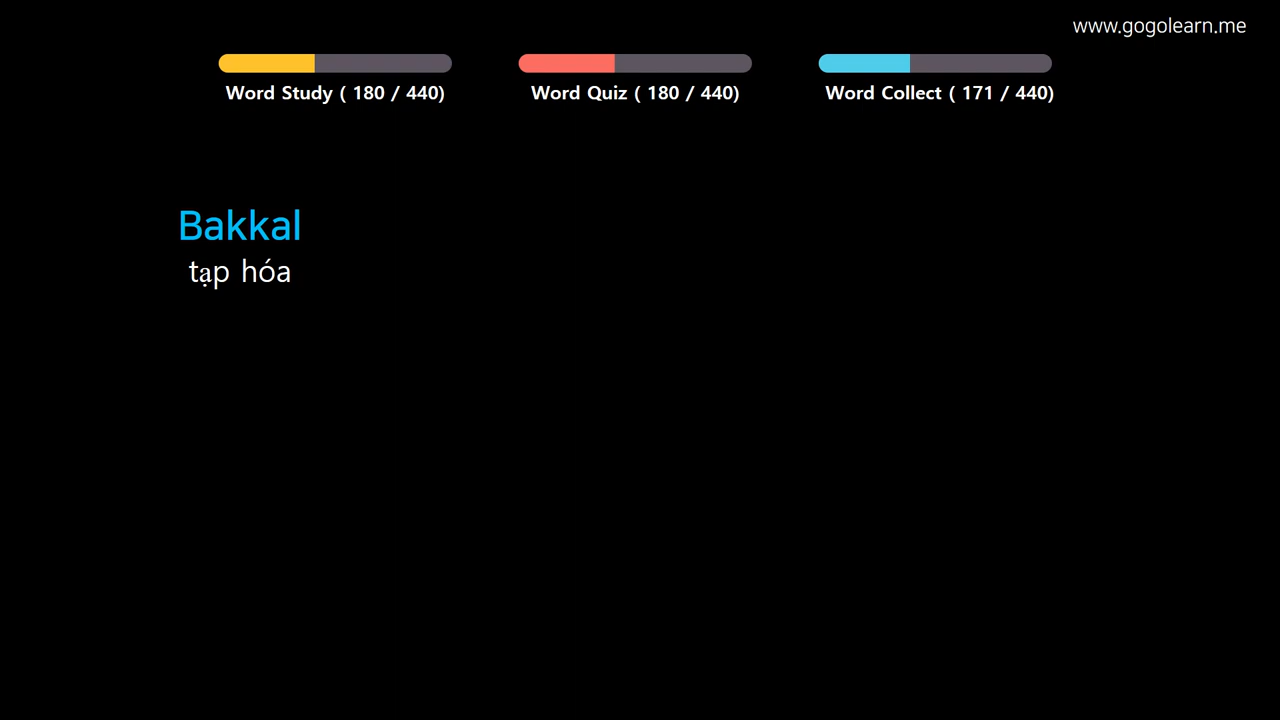 www.gogolearn.me
Word Study ( 180 / 440)
Word Quiz ( 180 / 440)
Word Collect ( 171 / 440)
Bakkal
tạp hóa